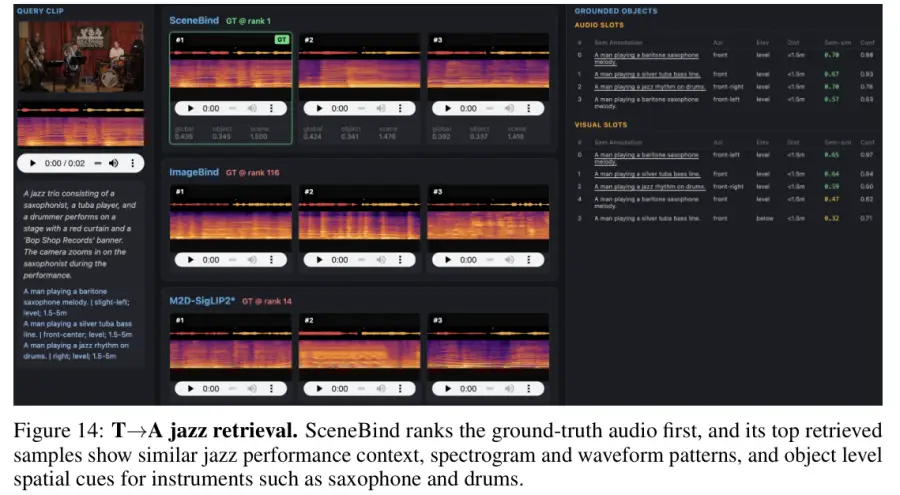 QUERY CLIP
0:00 / 0:02
A jazz trio consisting of a
saxophonist, a tuba player, and
a drummer performs on a
stage with a red curtain and a
'Bop Shop Records' banner.
The camera zooms in on the
saxophonist during the
performance.
A man playing a baritone
saxophone melody. | slight-left;
level; 1.5-5m
A man playing a silver tuba bass
line. | front-center; level; 1.5-5m
A man playing a jazz rhythm on
drums. | right; level; 1.5-5m
SceneBind GT @ rank 1
#1 GT #2 #3
0:00 0:00 0:00
global object scene global object scene global object scene
0.345 1.500 0.424 0.341 1.476 0.392 0.337
ImageBind GT @ rank 116
#1 #2 #3
0:00 0:00 0:00
M2D-SigLIP2* GT @ rank 14
#1 #2 #3
0:00 0:00 0:00
GROUNDED OBJECTS
AUDIO SLOTS
# Sem Annotation Azi Elev Dist Sem-sim Conf
0 A man playing a baritone saxophone front level <1.5m 0.70 0.98
melody.
1 A man playing a silver tuba bass line. front level <1.5m 0.67 0.93
2 A man playing a jazz rhythm on drums. front-right level <1.5m 0.70 0.78
3 A man playing a baritone saxophone front-left level <1.5m 0.57
melody.
VISUAL SLOTS
# Sem Annotation Azi Elev Dist Sem-sim Conf
0 A man playing a baritone saxophone front-left level <1.5m 0.65 0.97
melody.
1 A man playing a silver tuba bass line. front level <1.5m 0.64
2 A man playing a jazz rhythm on drums. front-right level <1.5m 0.59
4 A man playing a baritone saxophone front level <1.5m 0.47
melody.
3 A man playing a silver tuba bass line. front below <1.5m 0.32 0.71
Figure 14: T→A jazz retrieval. SceneBind ranks the ground-truth audio first, and its top retrieved
samples show similar jazz performance context, spectrogram and waveform patterns, and object level
spatial cues for instruments such as saxophone and drums.